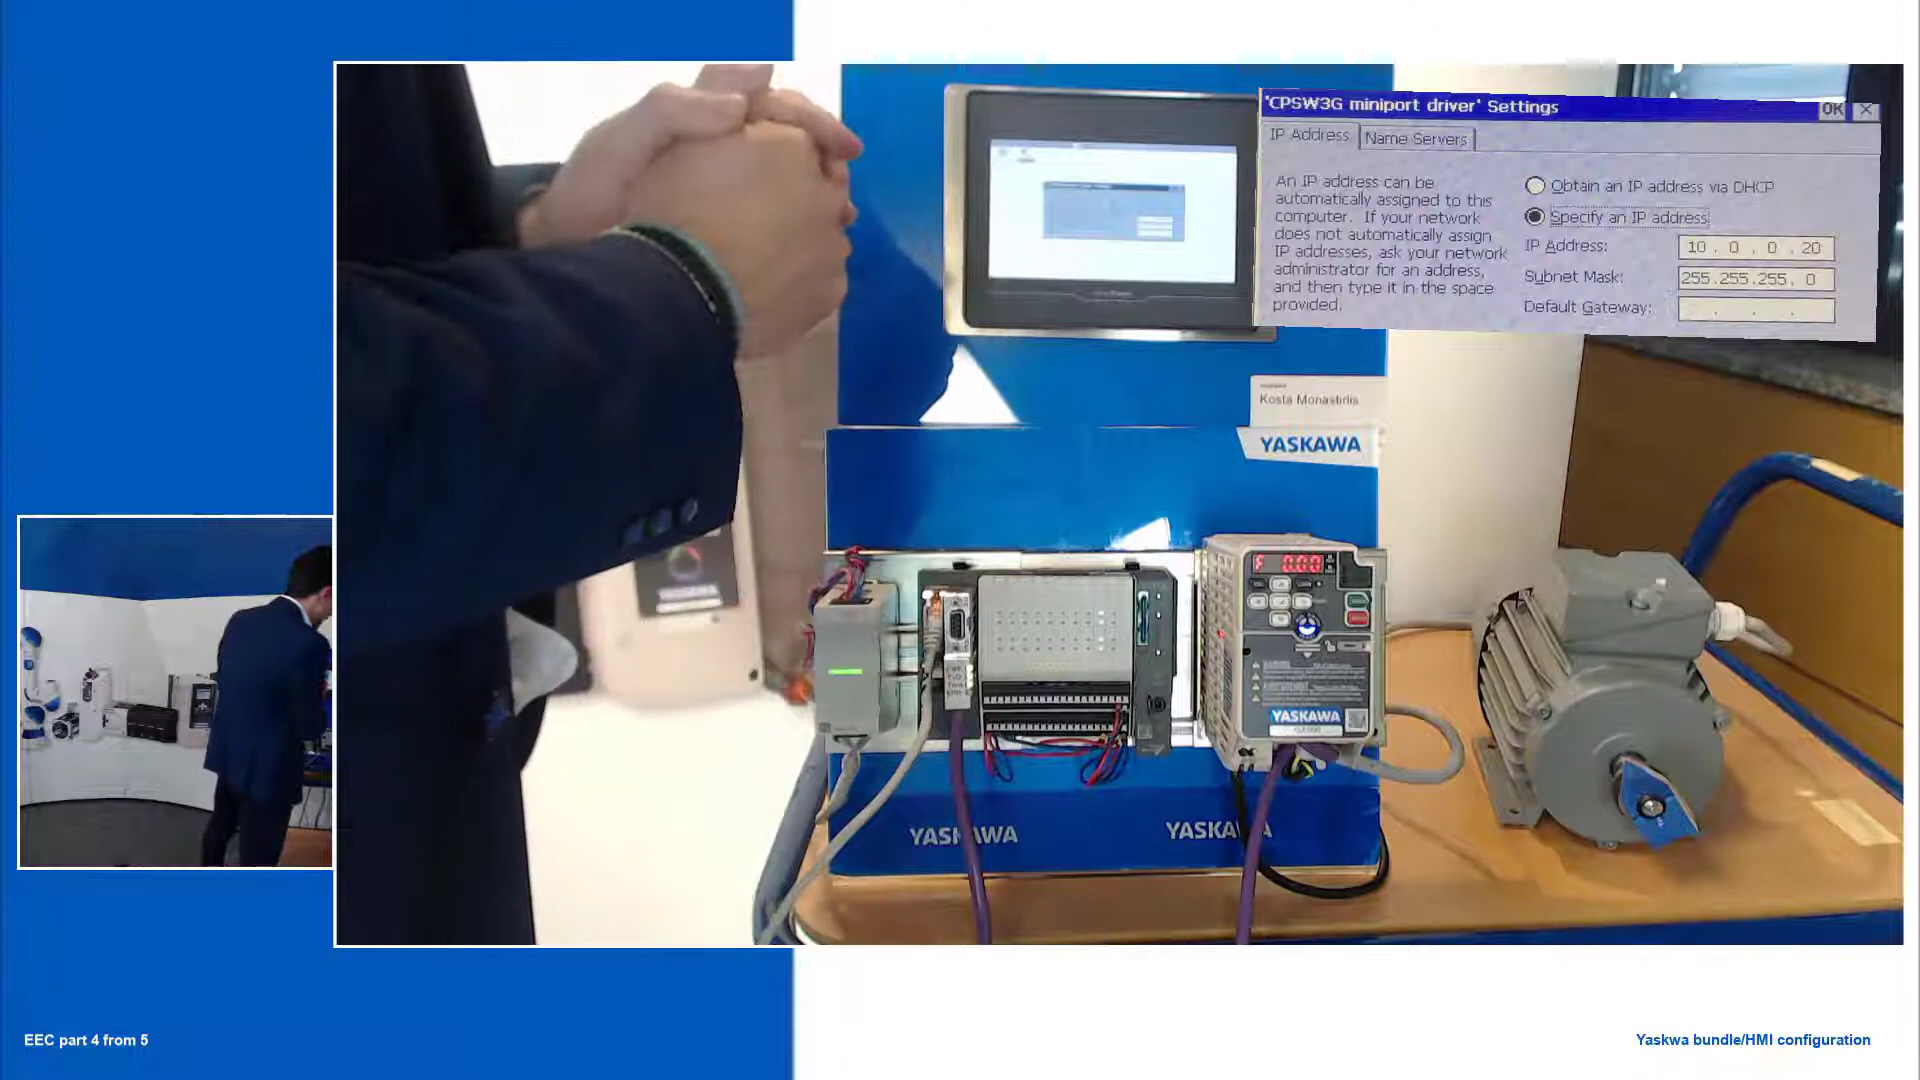 'CPSW3G miniport driver' Settings
OK
IP Address
Name Servers
An IP address can be
automatically assigned to this
computer. If your network
does not automatically assign
IP addresses, ask your network
administrator for an address,
and then type it in the space
provided.
Obtain an IP address via DHCP
Specify an IP address
IP Address: 10 . 0 . 0 . 20
Subnet Mask: 255.255.255. 0
Default Gateway: . . .
Kosta Monastirlis
YASKAWA
YASKAWA
YASKAWA
YASKAWA
EEC part 4 from 5
Yaskwa bundle/HMI configuration